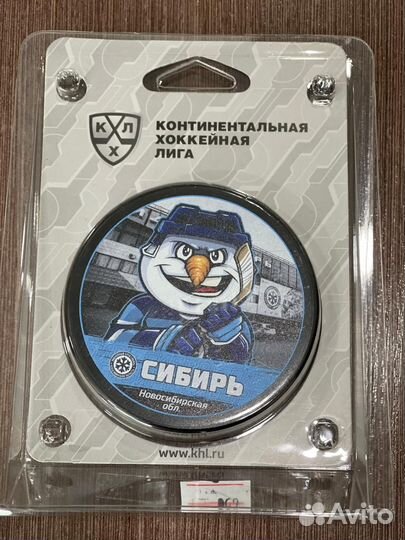 КХЛ
КОНТИНЕНТАЛЬНАЯ
ХОККЕЙНАЯ
ЛИГА
СИБИРЬ
Новосибирская
обл.
www.khl.ru
Avito